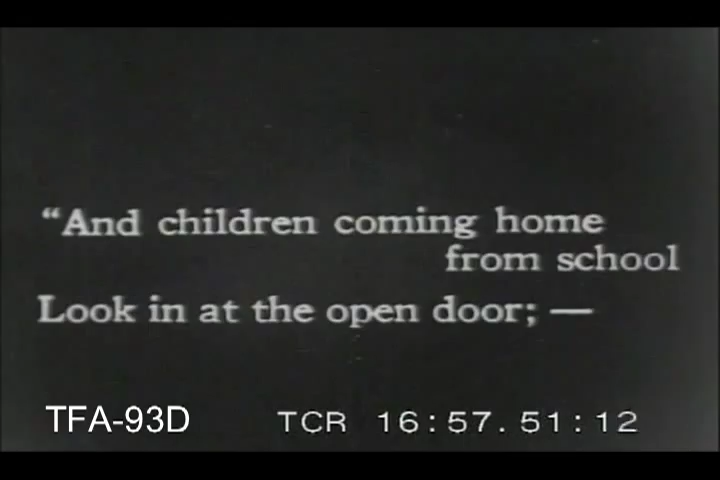 “And children coming home
from school
Look in at the open door; —
TFA-93D
TCR 16:57.51:12